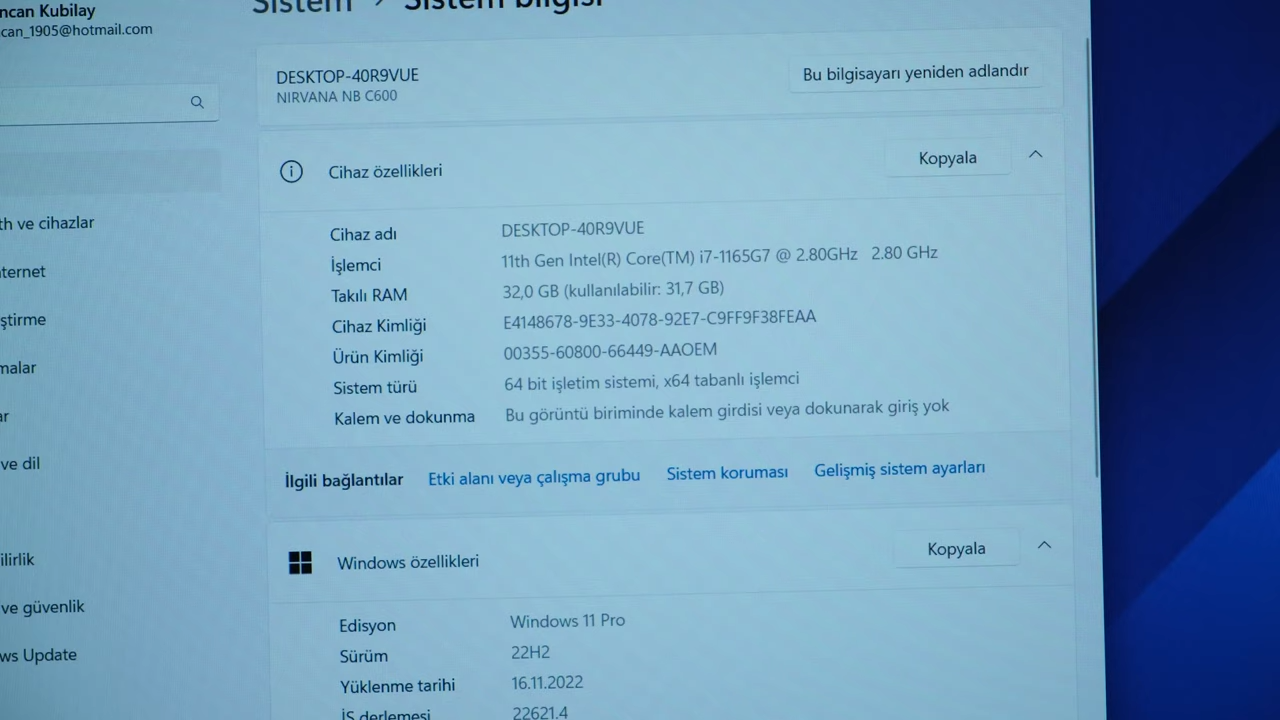 ncan Kubilay
can_1905@hotmail.com
Sistem > Sistem bilgisi
DESKTOP-40R9VUE
NIRVANA NB C600
Bu bilgisayarı yeniden adlandır
Cihaz özellikleri
Kopyala
Cihaz adı DESKTOP-40R9VUE
İşlemci 11th Gen Intel(R) Core(TM) i7-1165G7 @ 2.80GHz 2.80 GHz
Takılı RAM 32,0 GB (kullanılabilir: 31,7 GB)
Cihaz Kimliği E4148678-9E33-4078-92E7-C9FF9F38FEAA
Ürün Kimliği 00355-60800-66449-AAOEM
Sistem türü 64 bit işletim sistemi, x64 tabanlı işlemci
Kalem ve dokunma Bu görüntü biriminde kalem girdisi veya dokunarak giriş yok
İlgili bağlantılar Etki alanı veya çalışma grubu Sistem koruması Gelişmiş sistem ayarları
Windows özellikleri
Kopyala
Edisyon Windows 11 Pro
Sürüm 22H2
Yüklenme tarihi 16.11.2022
İS derlemesi 22621.4
th ve cihazlar
nternet
ştirme
malar
ar
ve dil
ilirlik
ve güvenlik
ws Update